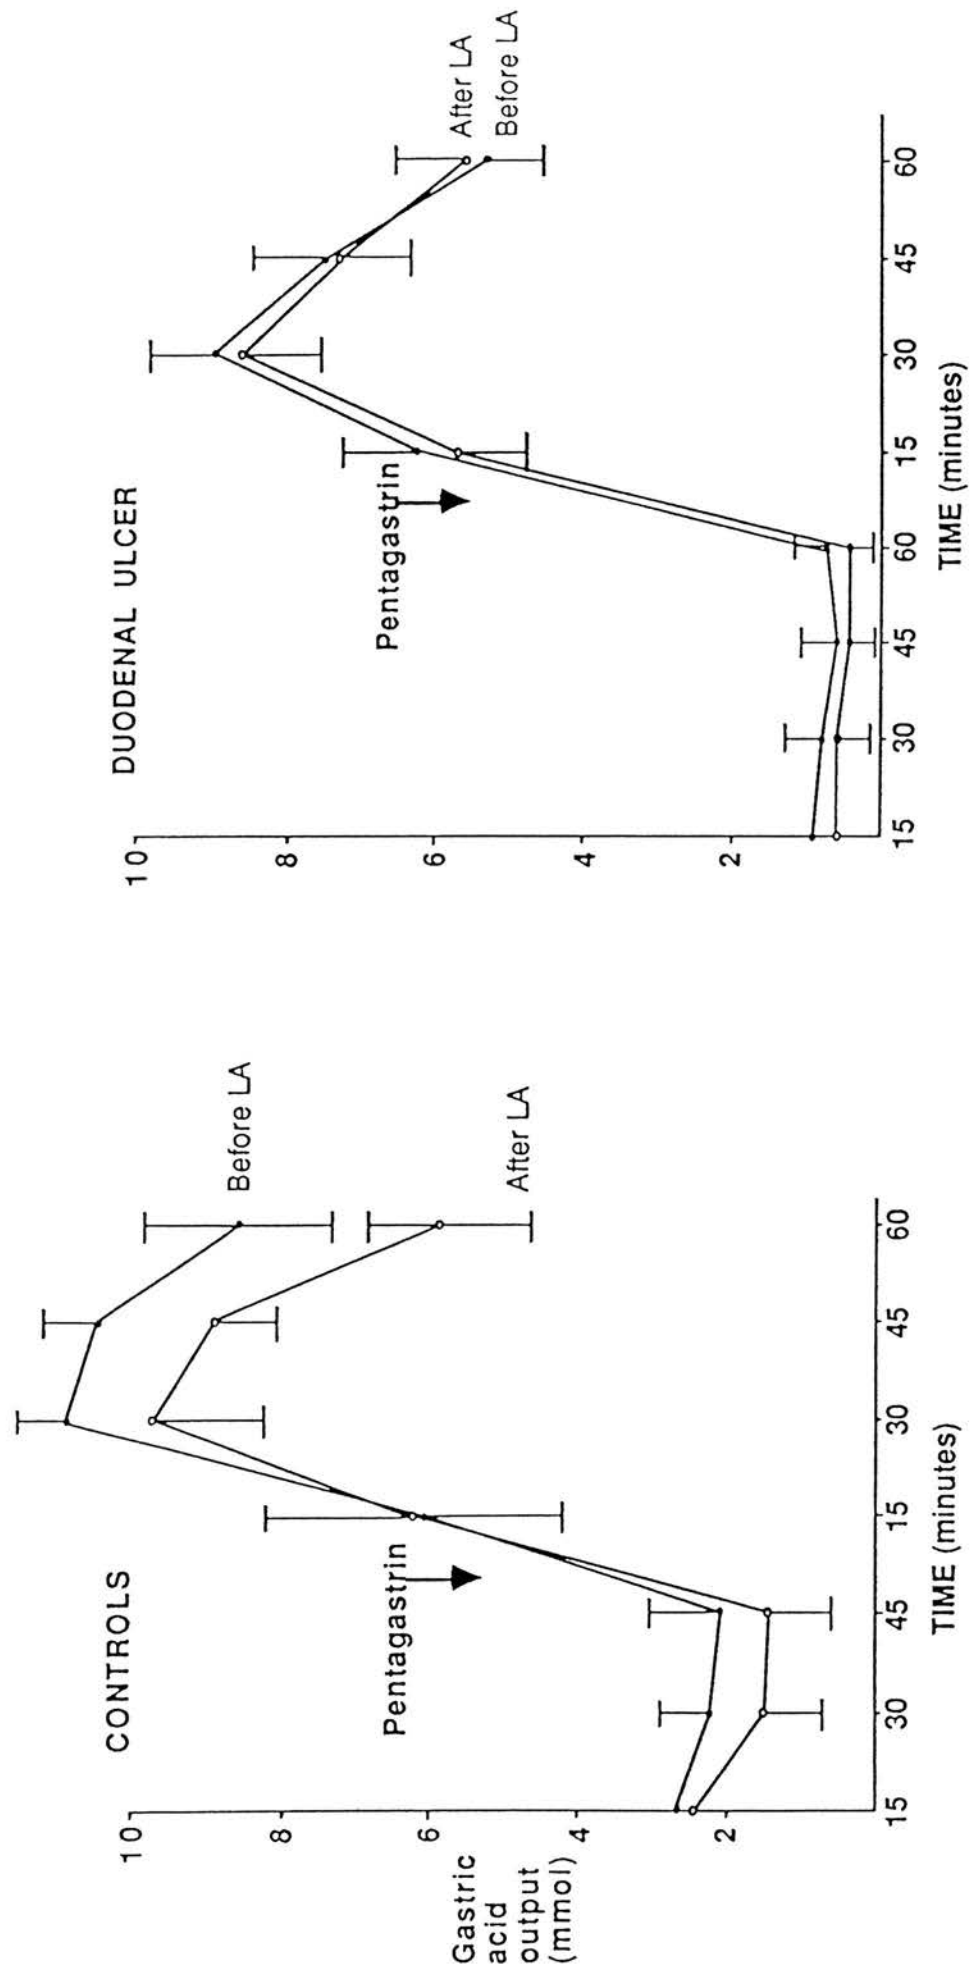 CONTROLS
10
8
6
4
2
Gastric
acid
output
(mmol)
Pentagastrin
Before LA
After LA
15 30 45 15 30 45 60
TIME (minutes)
DUODENAL ULCER
10
8
6
4
2
Pentagastrin
After LA
Before LA
15 30 45 60 15 30 45 60
TIME (minutes)